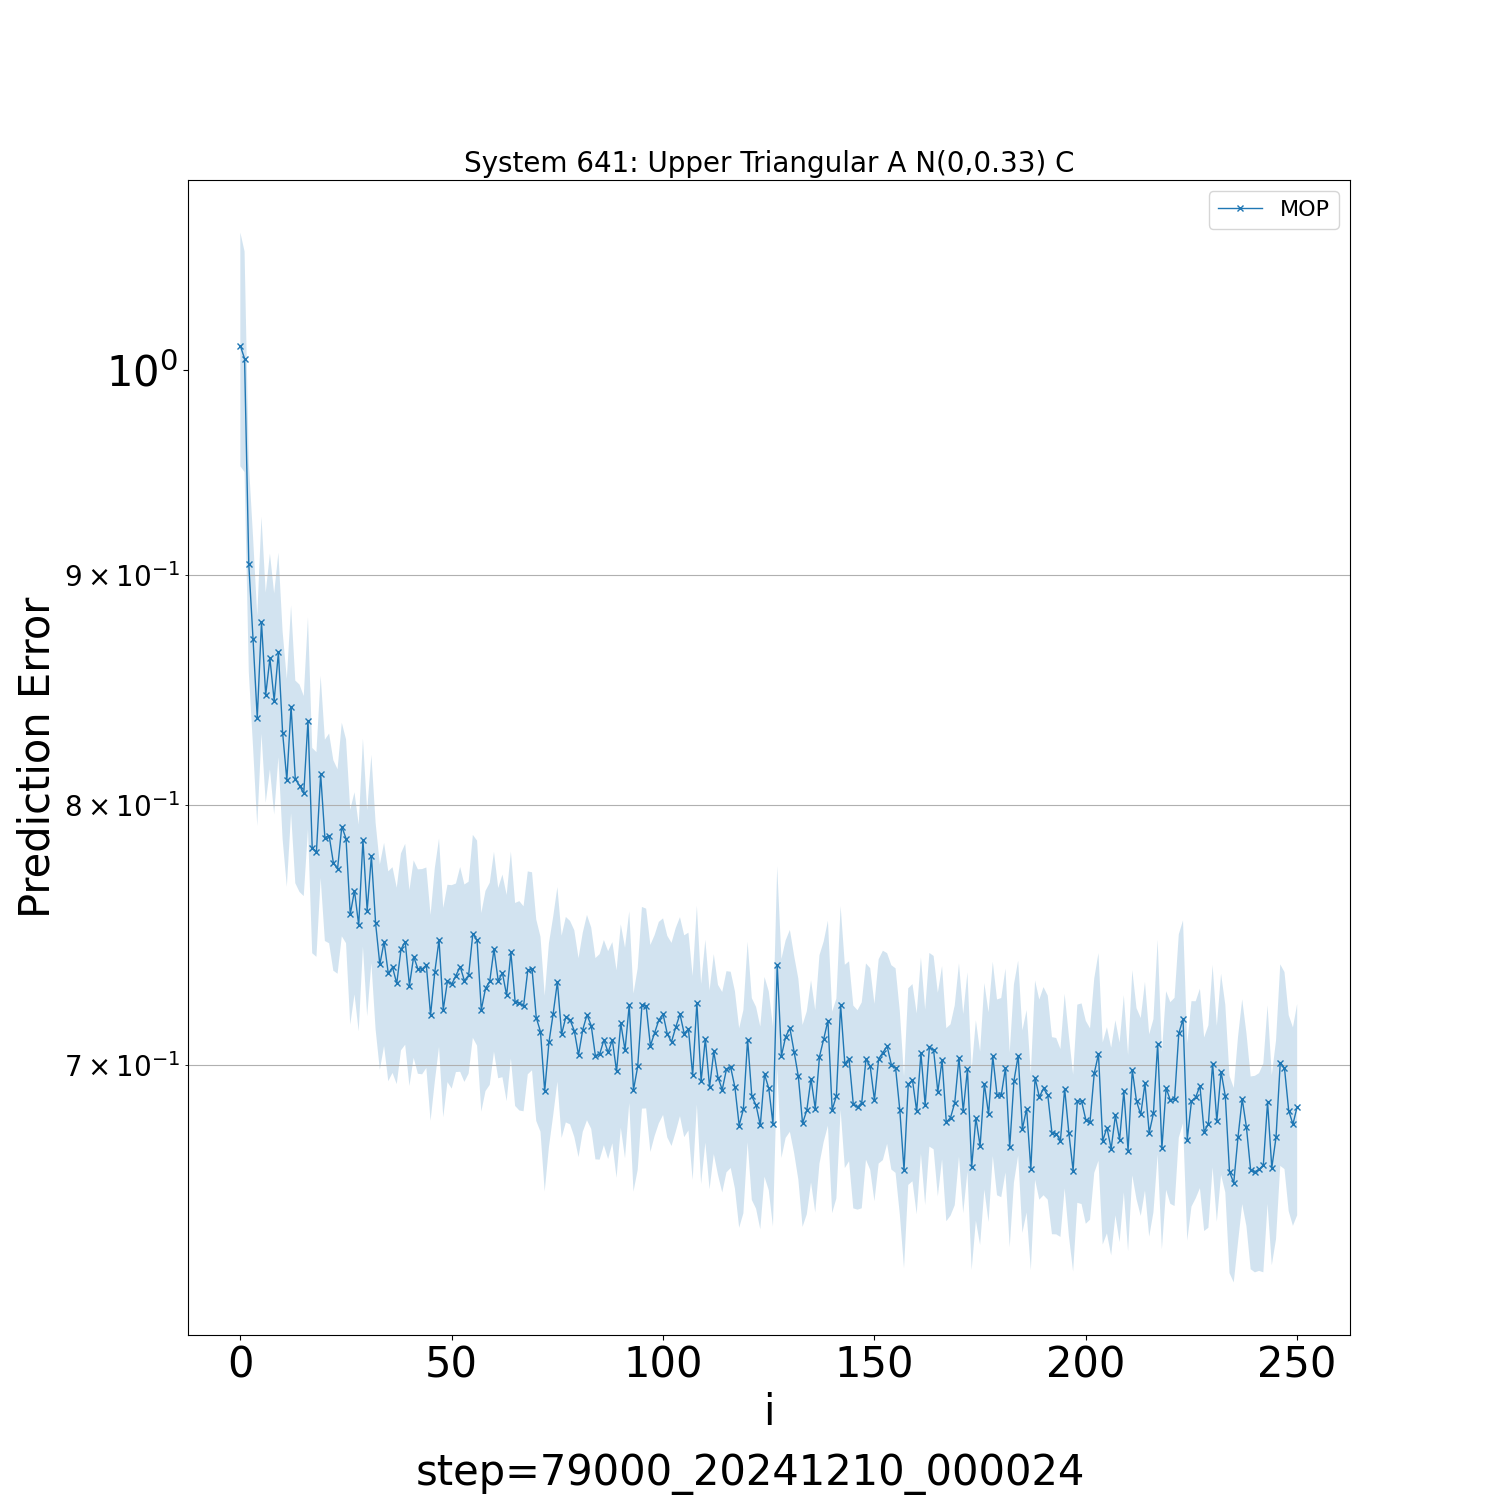 System 641: Upper Triangular A N(0,0.33) C
MOP
10⁰
9 × 10⁻¹
8 × 10⁻¹
7 × 10⁻¹
Prediction Error
0 50 100 150 200 250
i
step=79000_20241210_000024